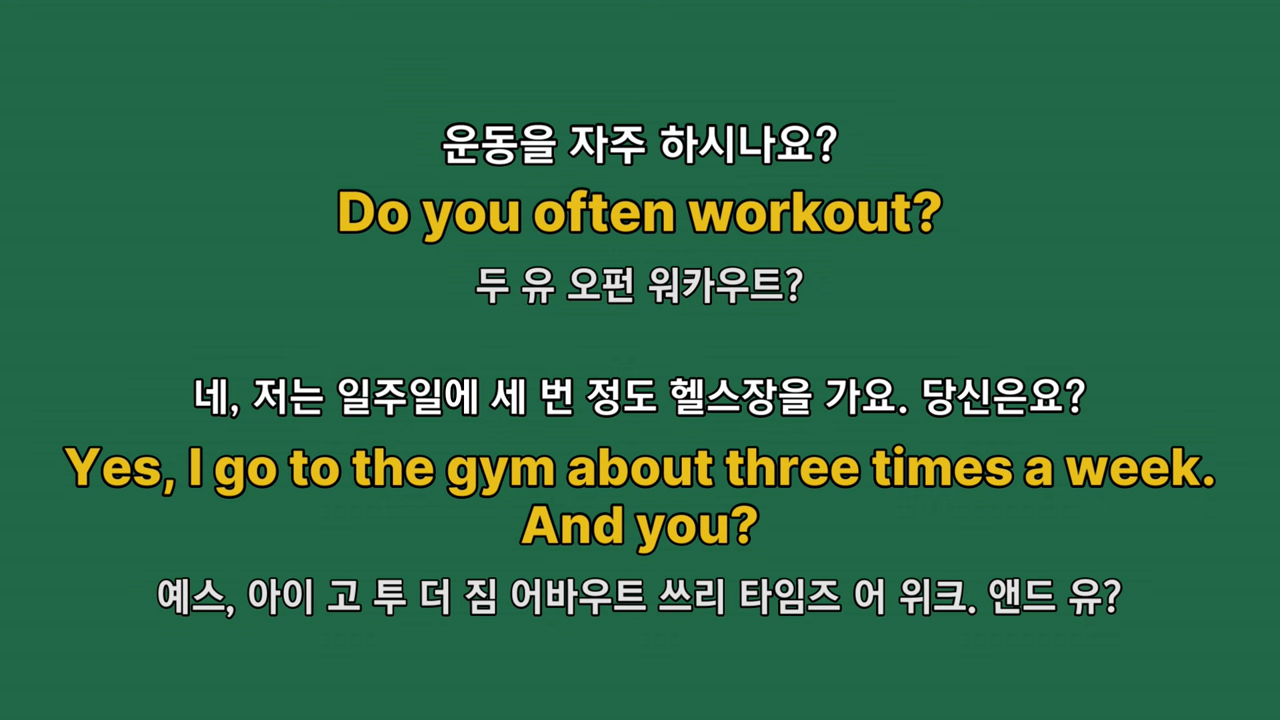 운동을 자주 하시나요?
Do you often workout?
두 유 오펀 워카우트?
네, 저는 일주일에 세 번 정도 헬스장을 가요. 당신은요?
Yes, I go to the gym about three times a week.
And you?
예스, 아이 고 투 더 짐 어바우트 쓰리 타임즈 어 위크. 앤드 유?